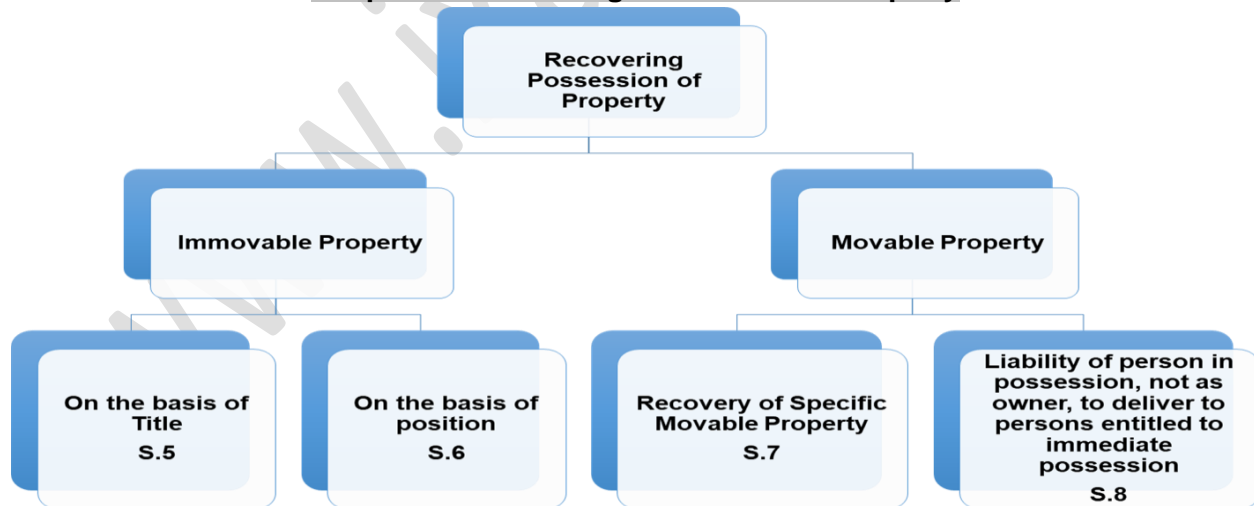 Recovering
Possession of
Property
Immovable Property
Movable Property
On the basis of
Title
S.5
On the basis of
position
S.6
Recovery of Specific
Movable Property
S.7
Liability of person in
possession, not as
owner, to deliver to
persons entitled to
immediate
possession
S.8